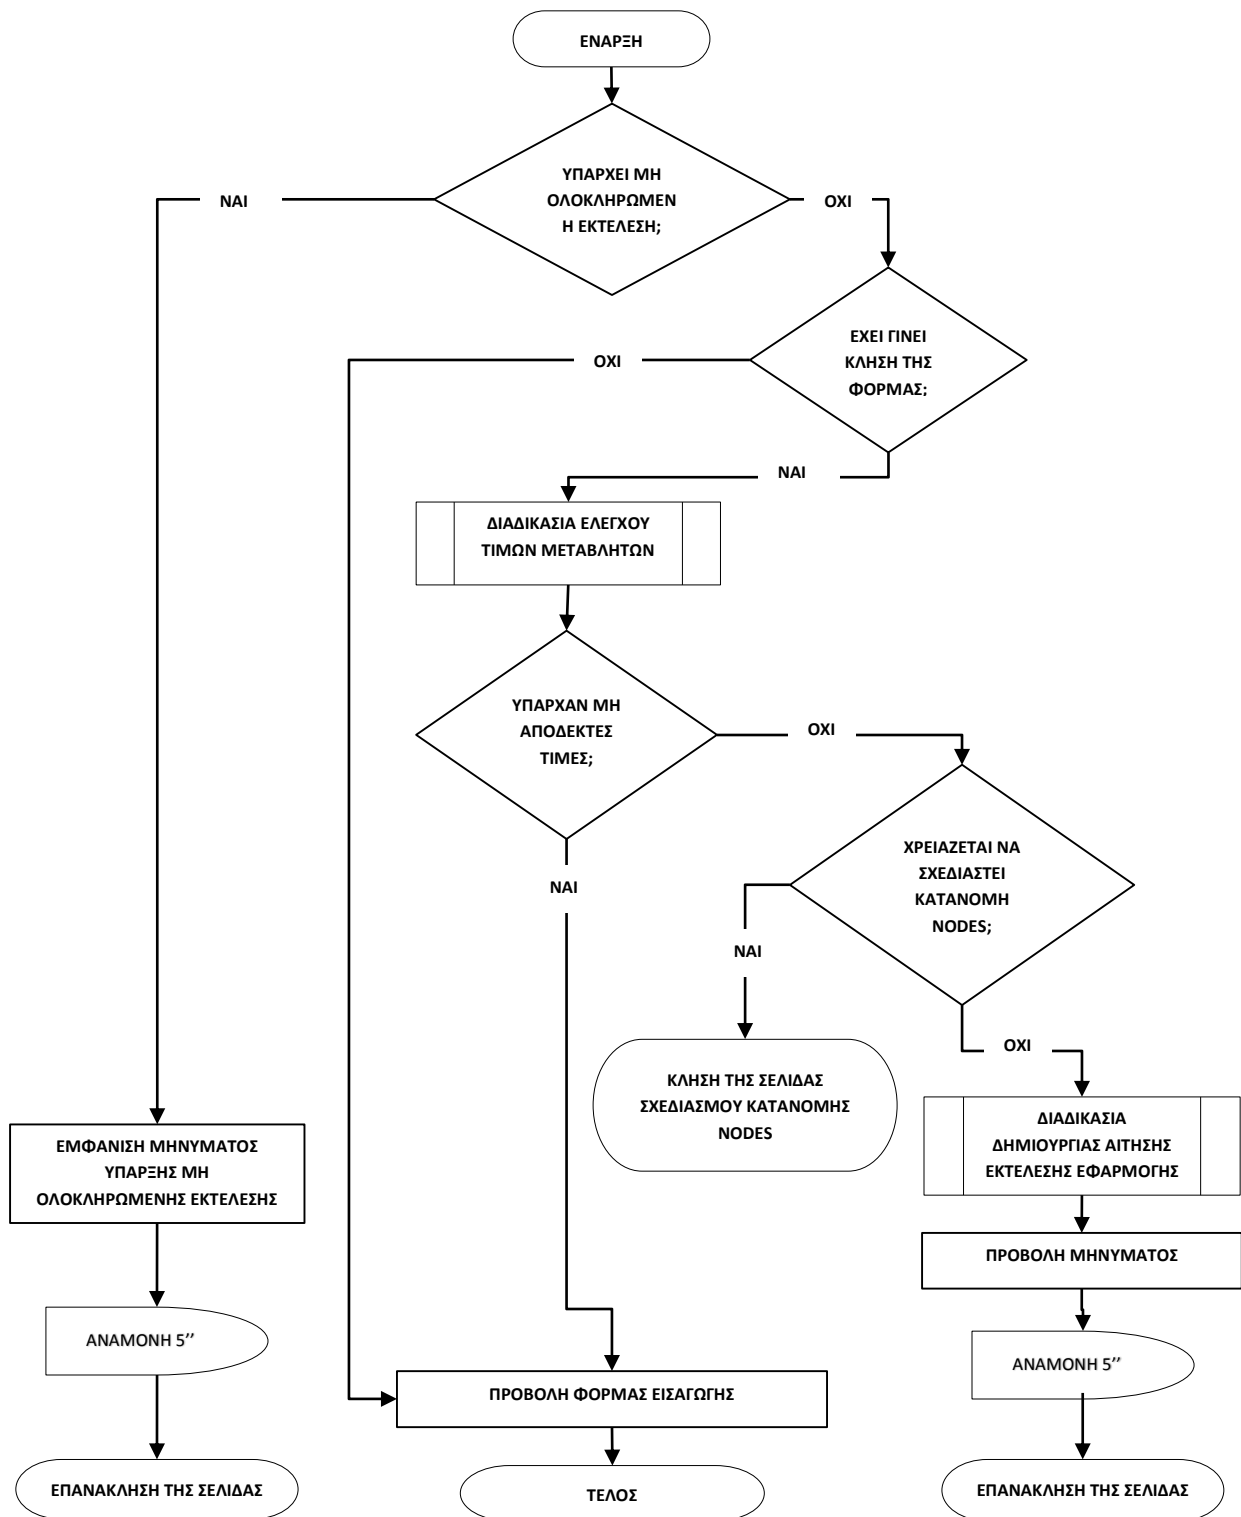 ΕΝΑΡΞΗ
ΥΠΑΡΧΕΙ ΜΗ
ΟΛΟΚΛΗΡΩΜΕΝ
Η ΕΚΤΕΛΕΣΗ;
ΝΑΙ
ΟΧΙ
ΕΧΕΙ ΓΙΝΕΙ
ΚΛΗΣΗ ΤΗΣ
ΦΟΡΜΑΣ;
ΟΧΙ
ΝΑΙ
ΔΙΑΔΙΚΑΣΙΑ ΕΛΕΓΧΟΥ
ΤΙΜΩΝ ΜΕΤΑΒΛΗΤΩΝ
ΥΠΑΡΧΑΝ ΜΗ
ΑΠΟΔΕΚΤΕΣ
ΤΙΜΕΣ;
ΟΧΙ
ΝΑΙ
ΧΡΕΙΑΖΕΤΑΙ ΝΑ
ΣΧΕΔΙΑΣΤΕΙ
ΚΑΤΑΝΟΜΗ
NODES;
ΝΑΙ
ΟΧΙ
ΚΛΗΣΗ ΤΗΣ ΣΕΛΙΔΑΣ
ΣΧΕΔΙΑΣΜΟΥ ΚΑΤΑΝΟΜΗΣ
NODES
ΔΙΑΔΙΚΑΣΙΑ
ΔΗΜΙΟΥΡΓΙΑΣ ΑΙΤΗΣΗΣ
ΕΚΤΕΛΕΣΗΣ ΕΦΑΡΜΟΓΗΣ
ΕΜΦΑΝΙΣΗ ΜΗΝΥΜΑΤΟΣ
ΥΠΑΡΞΗΣ ΜΗ
ΟΛΟΚΛΗΡΩΜΕΝΗΣ ΕΚΤΕΛΕΣΗΣ
ΠΡΟΒΟΛΗ ΜΗΝΥΜΑΤΟΣ
ΑΝΑΜΟΝΗ 5’’
ΑΝΑΜΟΝΗ 5’’
ΠΡΟΒΟΛΗ ΦΟΡΜΑΣ ΕΙΣΑΓΩΓΗΣ
ΕΠΑΝΑΚΛΗΣΗ ΤΗΣ ΣΕΛΙΔΑΣ
ΤΕΛΟΣ
ΕΠΑΝΑΚΛΗΣΗ ΤΗΣ ΣΕΛΙΔΑΣ